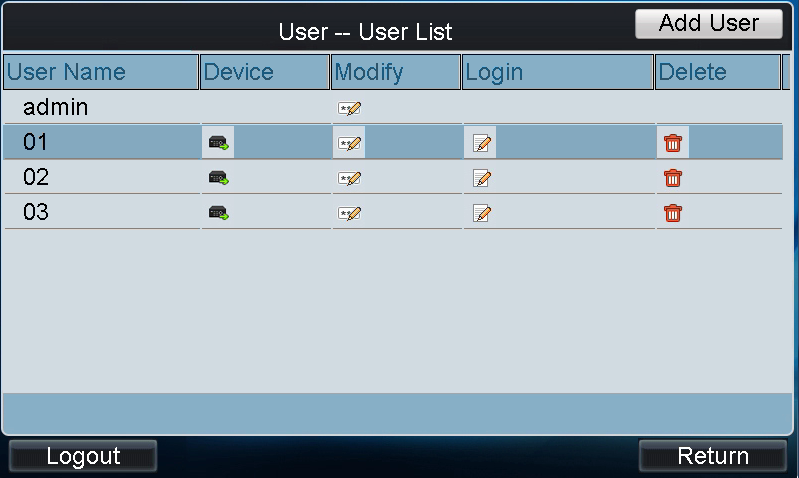 User -- User List
Add User
User Name Device Modify Login Delete
admin
01
02
03
Logout
Return